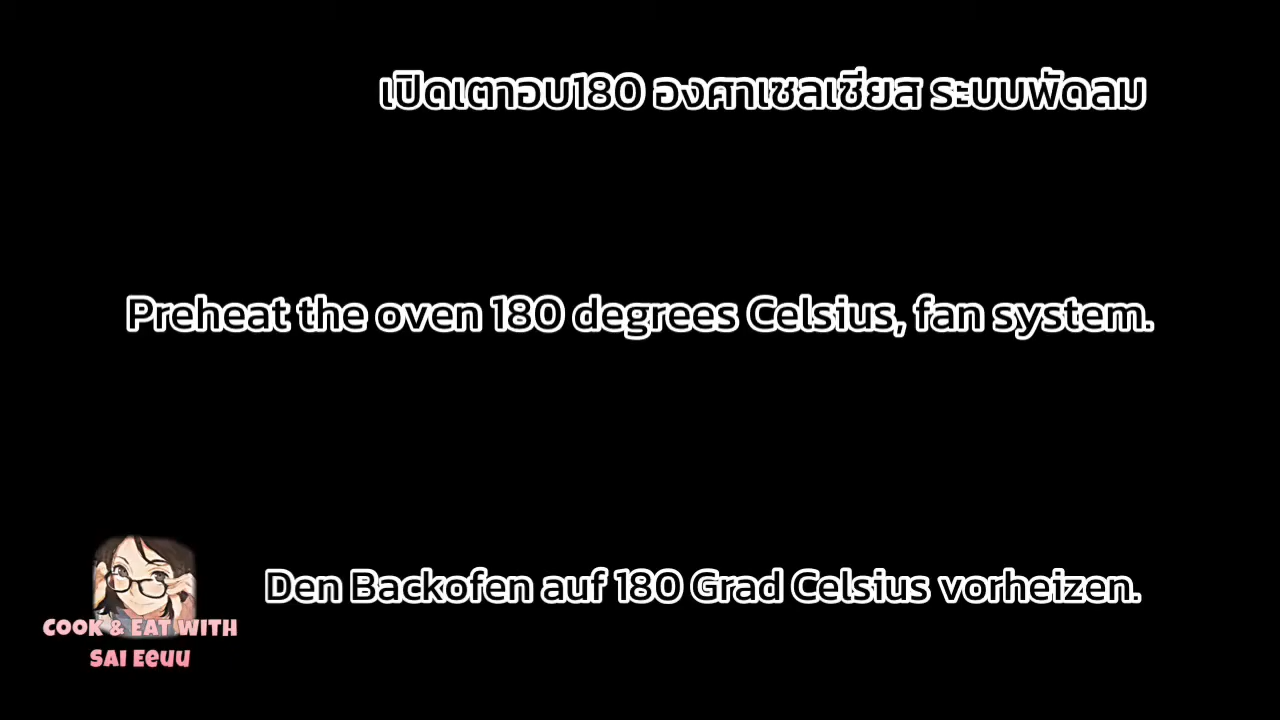 เปิดเตาอบ180 องศาเซลเซียส ระบบพัดลม
Preheat the oven 180 degrees Celsius, fan system.
Den Backofen auf 180 Grad Celsius vorheizen.
COOK & EAT WITH
SAI Eeuu